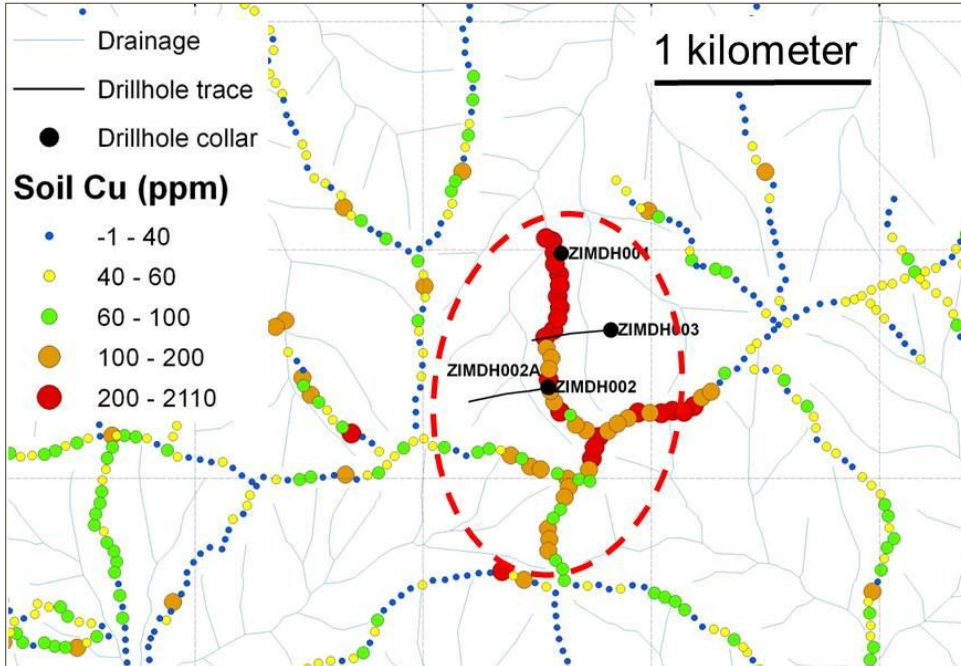 Drainage
Drillhole trace
Drillhole collar
Soil Cu (ppm)
-1 - 40
40 - 60
60 - 100
100 - 200
200 - 2110
1 kilometer
ZIMDH001
ZIMDH003
ZIMDH002A
ZIMDH002